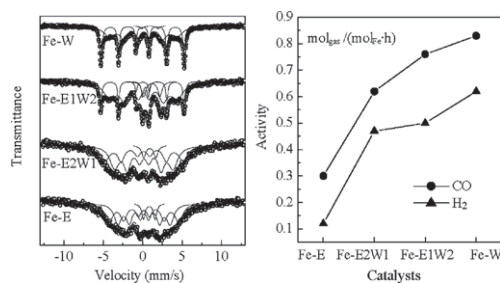 Fe-W
Fe-E1W2
Fe-E2W1
Fe-E
Transmittance
-10 -5 0 5 10
Velocity (mm/s)
mol_gas/(mol_Fe·h)
0.9
0.8
0.7
0.6
0.5
0.4
0.3
0.2
0.1
Activity
CO
H₂
Fe-E Fe-E2W1 Fe-E1W2 Fe-W
Catalysts